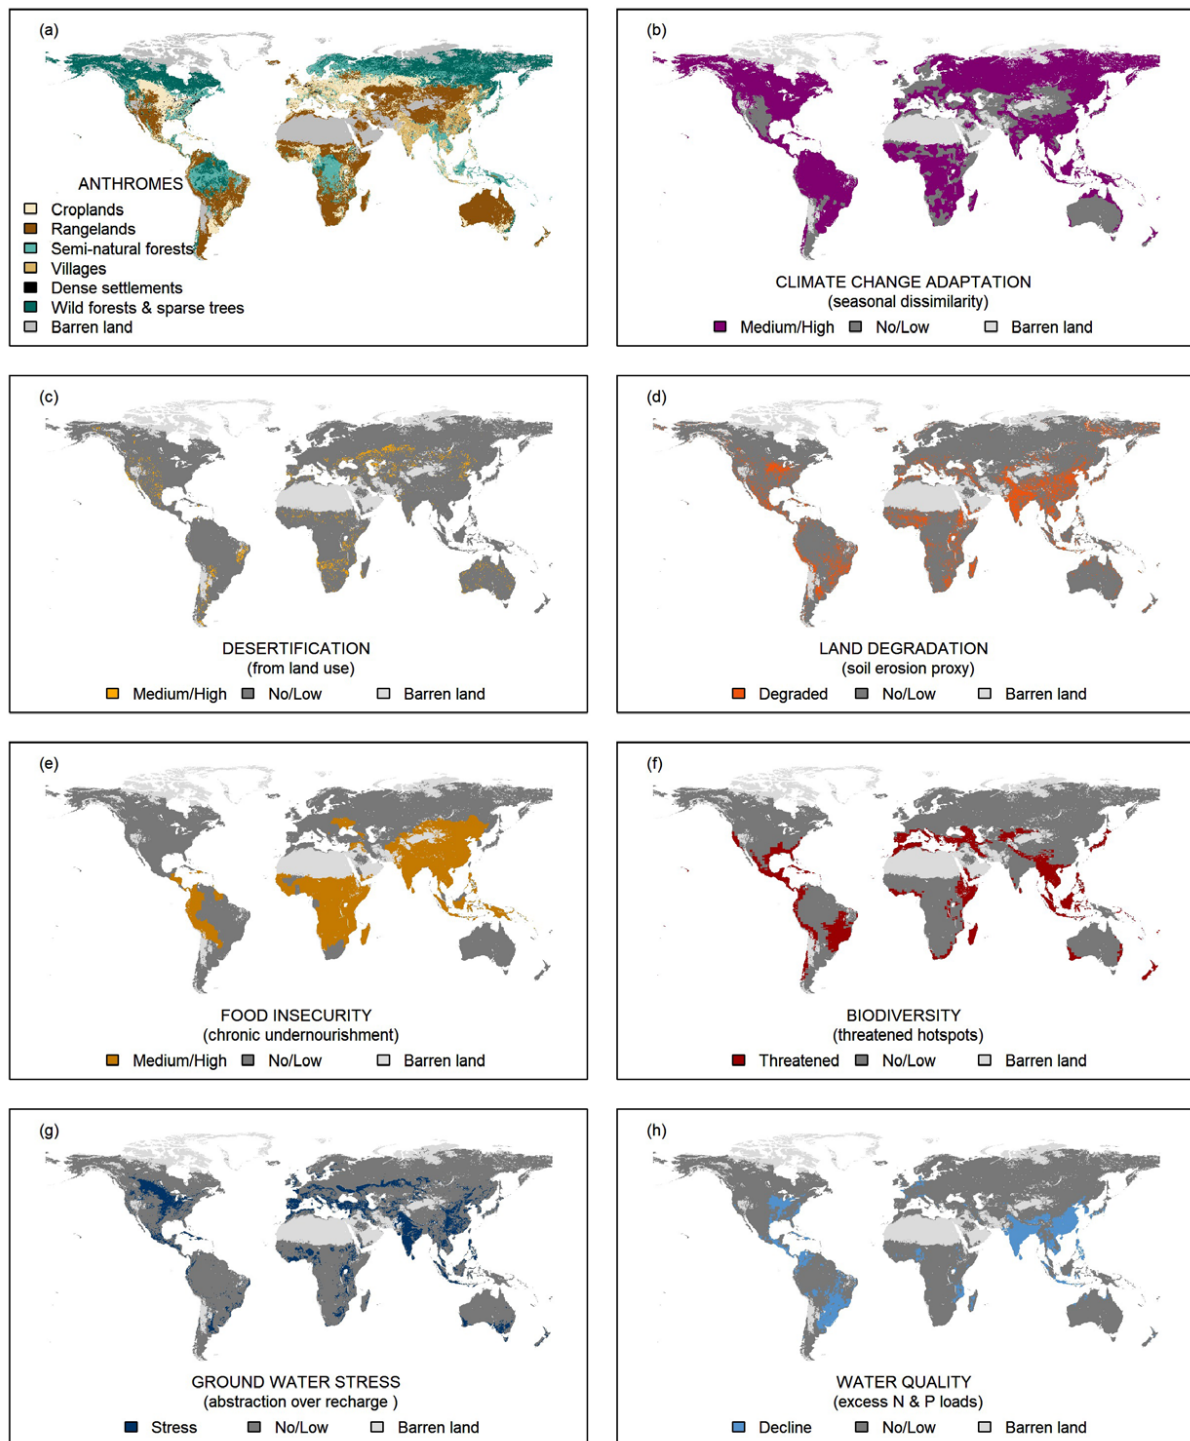 (a)
ANTHROMES
Croplands
Rangelands
Semi-natural forests
Villages
Dense settlements
Wild forests & sparse trees
Barren land
(b)
CLIMATE CHANGE ADAPTATION
(seasonal dissimilarity)
Medium/High No/Low Barren land
(c)
DESERTIFICATION
(from land use)
Medium/High No/Low Barren land
(d)
LAND DEGRADATION
(soil erosion proxy)
Degraded No/Low Barren land
(e)
FOOD INSECURITY
(chronic undernourishment)
Medium/High No/Low Barren land
(f)
BIODIVERSITY
(threatened hotspots)
Threatened No/Low Barren land
(g)
GROUND WATER STRESS
(abstraction over recharge )
Stress No/Low Barren land
(h)
WATER QUALITY
(excess N & P loads)
Decline No/Low Barren land